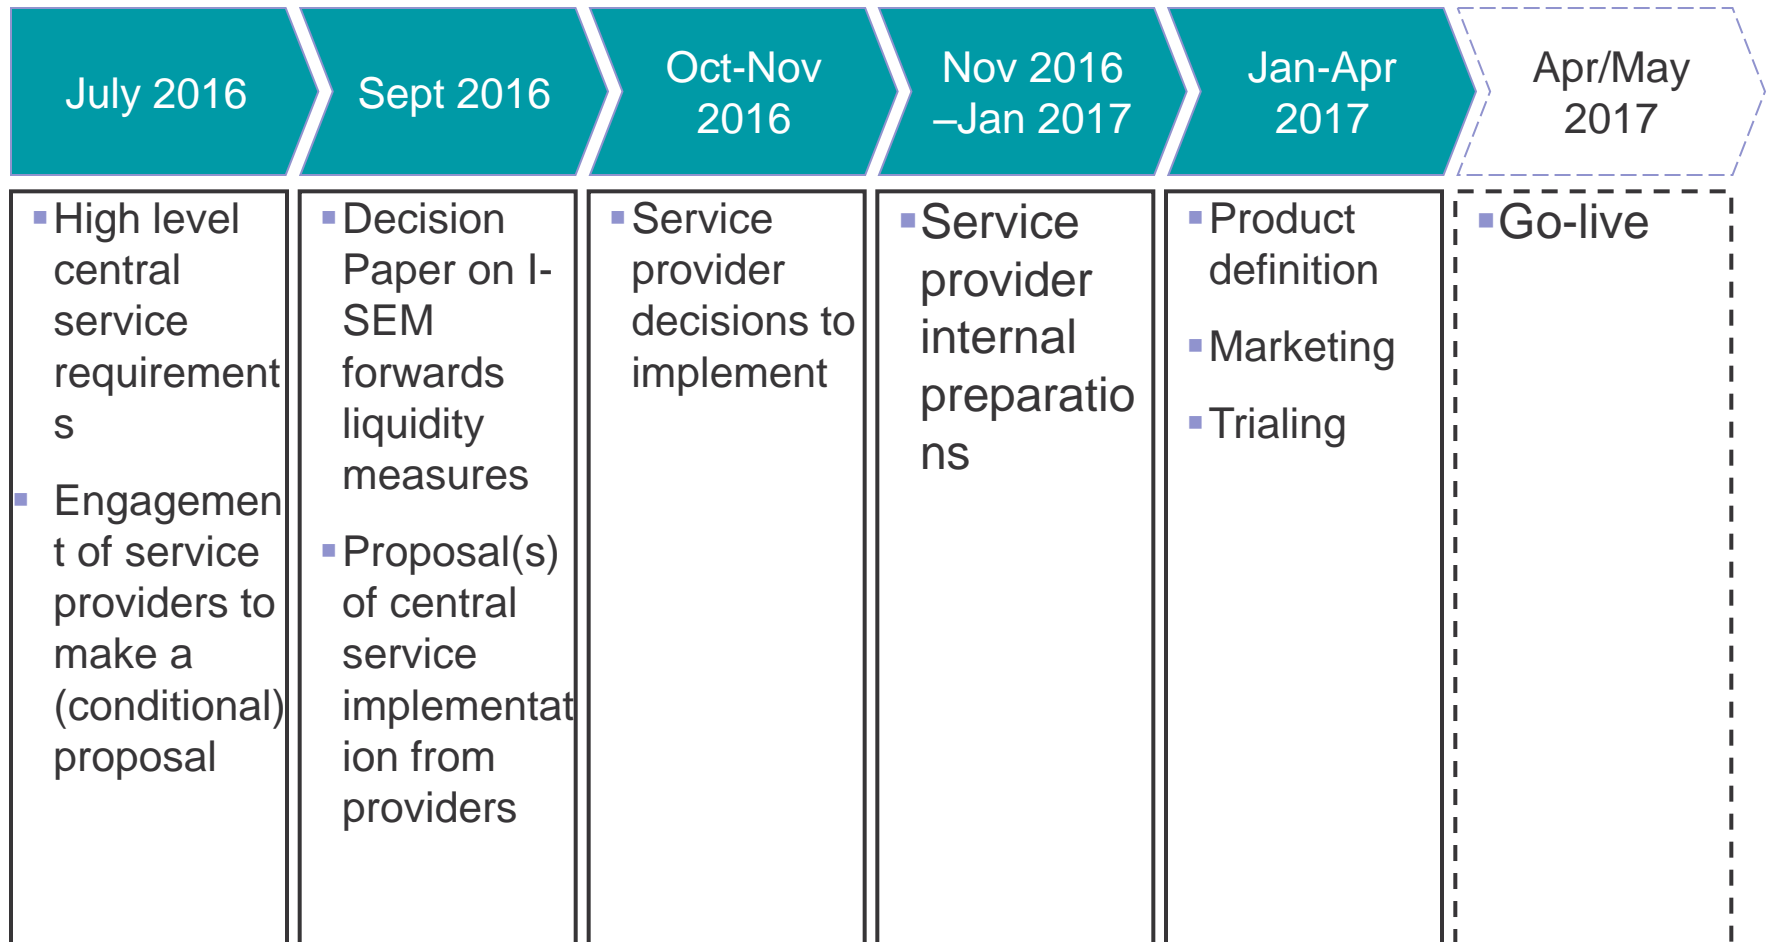 July 2016
Sept 2016
Oct-Nov
2016
Nov 2016
–Jan 2017
Jan-Apr
2017
Apr/May
2017
▪High level
central
service
requirement
s
▪ Engagemen
t of service
providers to
make a
(conditional)
proposal
▪Decision
Paper on I-
SEM
forwards
liquidity
measures
▪Proposal(s)
of central
service
implementat
ion from
providers
▪Service
provider
decisions to
implement
▪Service
provider
internal
preparatio
ns
▪Product
definition
▪Marketing
▪Trialing
▪Go-live